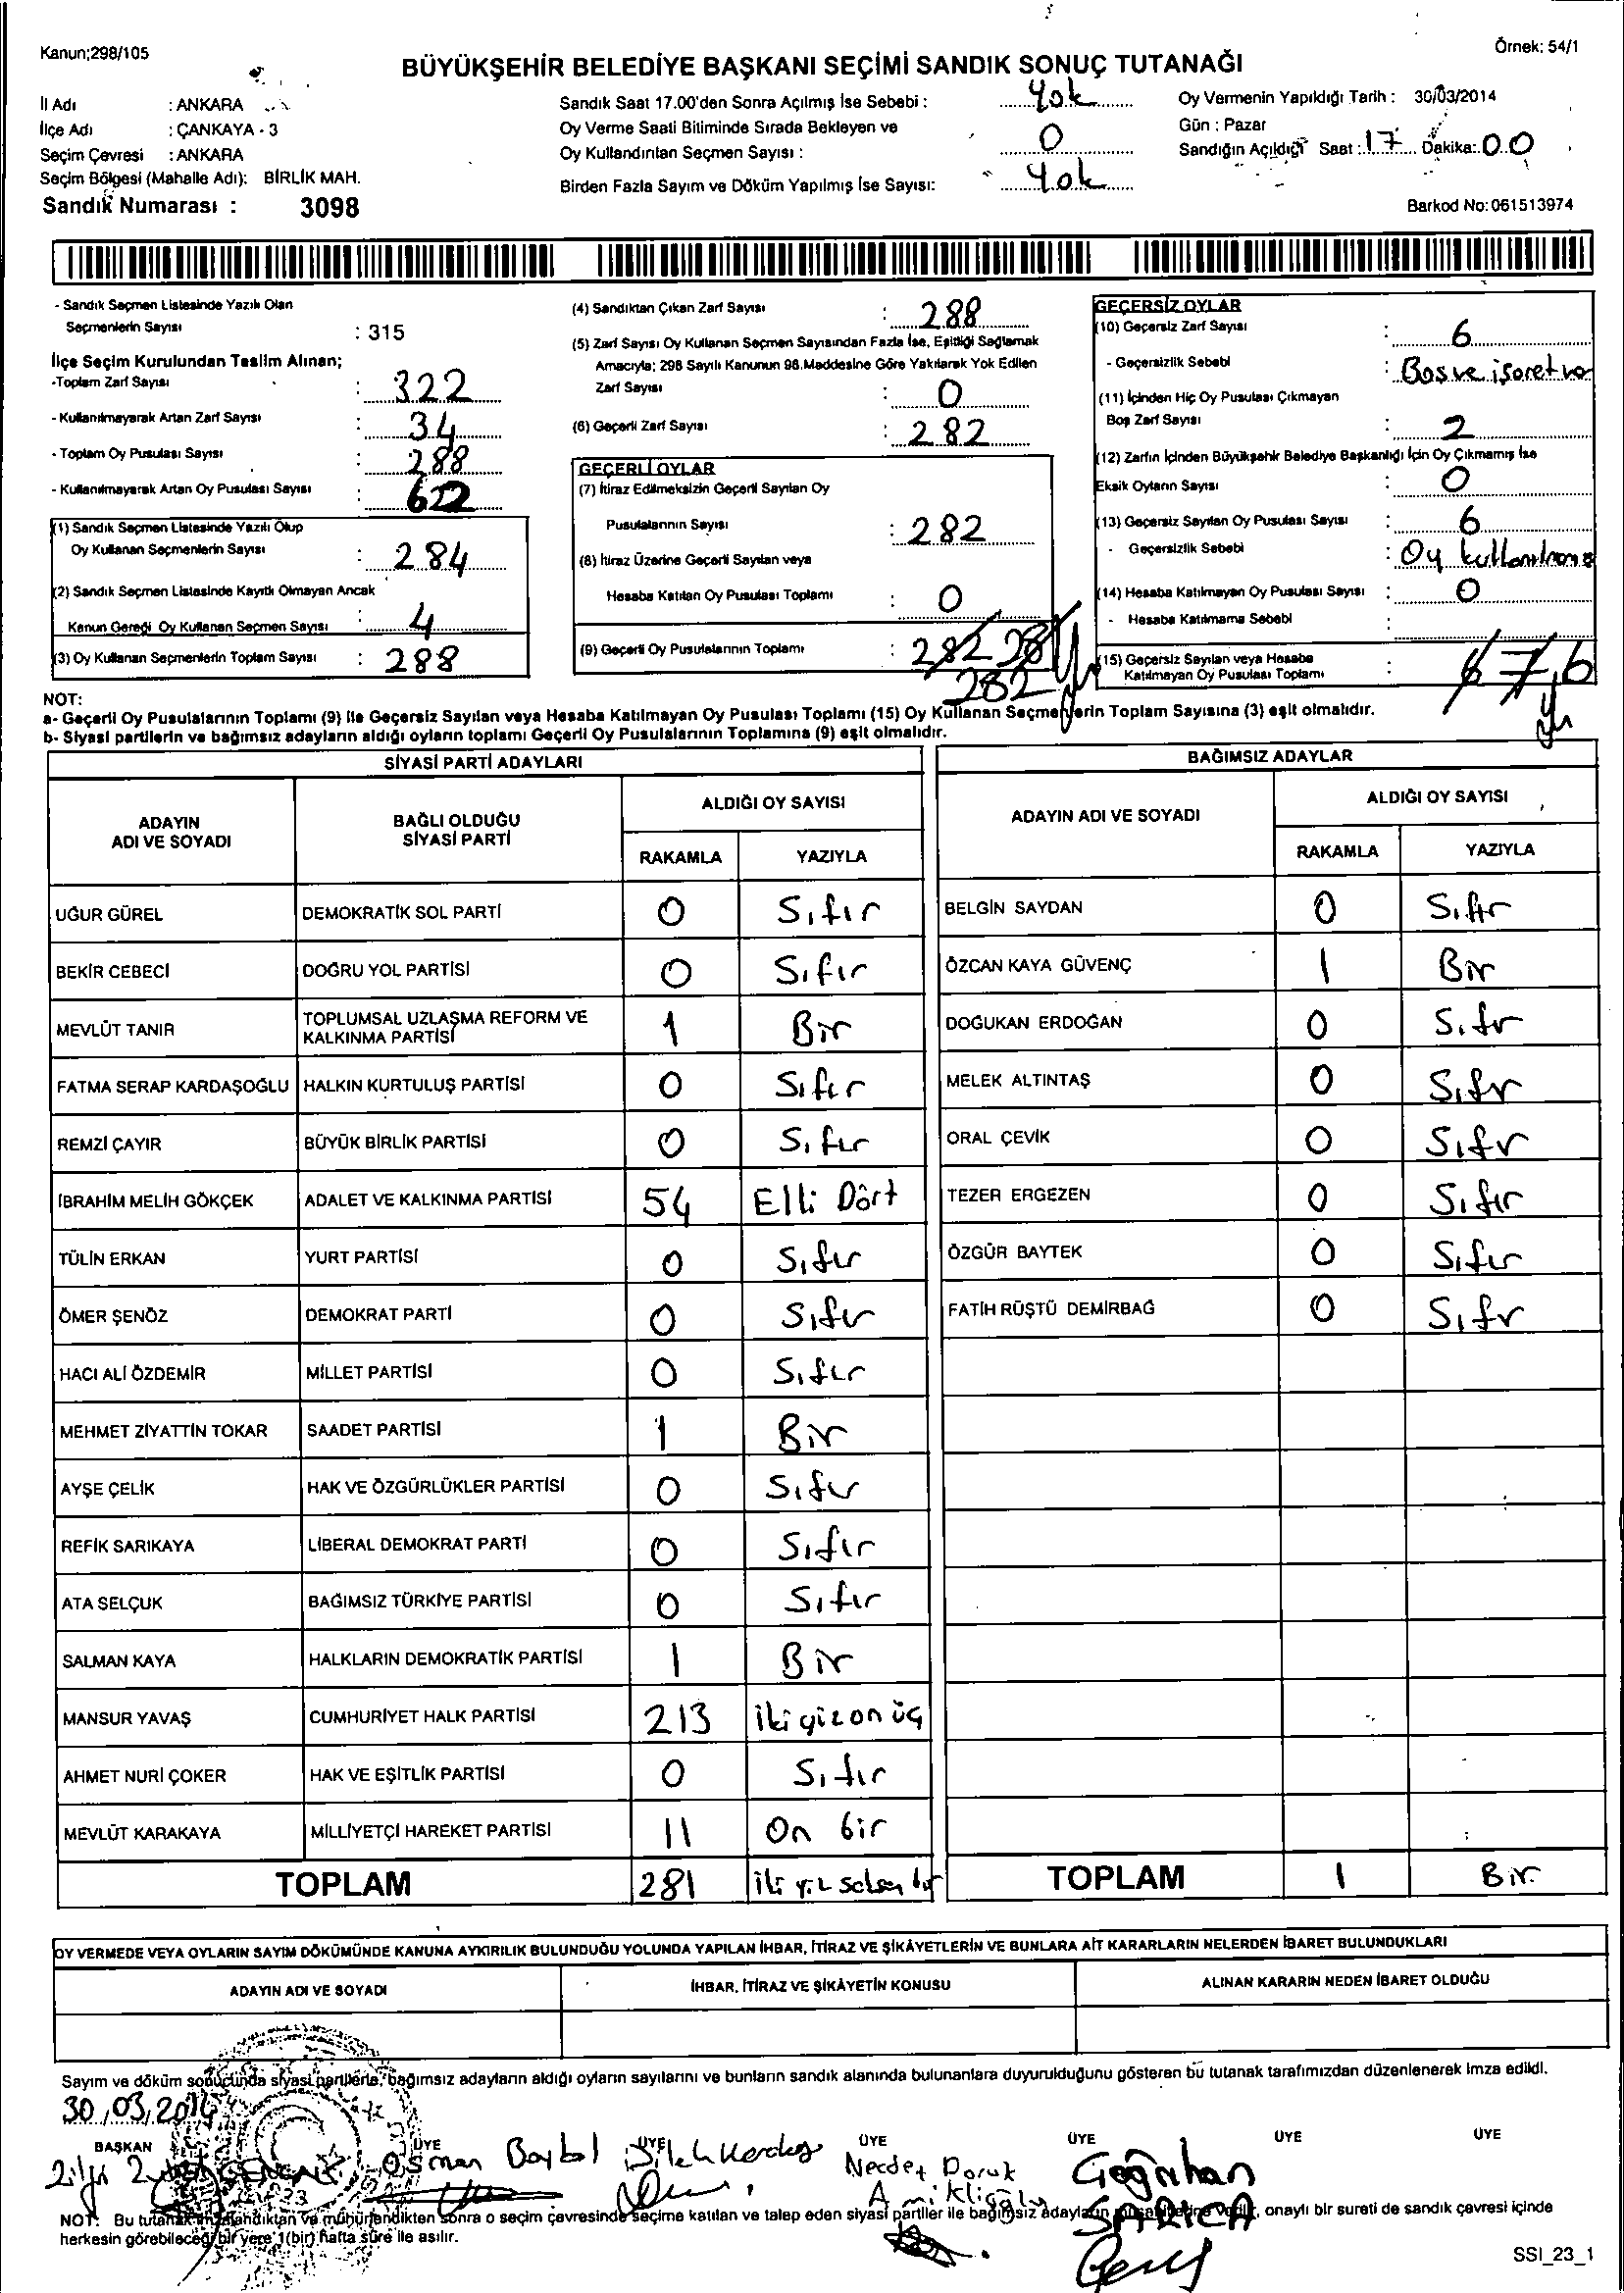 Kanun;298/105
Örnek: 54/1
BÜYÜKŞEHİR BELEDİYE BAŞKANI SEÇİMİ SANDIK SONUÇ TUTANAĞI
İl Adı : ANKARA
İlçe Adı : ÇANKAYA - 3
Seçim Çevresi : ANKARA
Seçim Bölgesi (Mahalle Adı): BİRLİK MAH.
Sandık Numarası : 3098
Sandık Saat 17.00'den Sonra Açılmış İse Sebebi : Yok
Oy Verme Saati Bitiminde Sırada Bekleyen ve
Oy Kullandırılan Seçmen Sayısı : 0
Birden Fazla Sayım ve Döküm Yapılmış İse Sayısı: Yok
Oy Vermenin Yapıldığı Tarih : 30/03/2014
Gün : Pazar
Sandığın Açıldığı Saat : 17 Dakika: 00
Barkod No: 061513974
- Sandık Seçmen Listesinde Yazılı Olan
Seçmenlerin Sayısı : 315
İlçe Seçim Kurulundan Teslim Alınan;
-Toplam Zarf Sayısı : 322
- Kullanılmayarak Artan Zarf Sayısı : 34
- Toplam Oy Pusulası Sayısı : 288
- Kullanılmayarak Artan Oy Pusulası Sayısı :
(1) Sandık Seçmen Listesinde Yazılı Olup
Oy Kullanan Seçmenlerin Sayısı : 284
(2) Sandık Seçmen Listesinde Kayıtlı Olmayan Ancak
Kanun Gereği Oy Kullanan Seçmen Sayısı : 4
(3) Oy Kullanan Seçmenlerin Toplam Sayısı : 288
(4) Sandıktan Çıkan Zarf Sayısı : 288
(5) Zarf Sayısı Oy Kullanan Seçmen Sayısından Fazla İse, Eşitliği Sağlamak
Amacıyla; 298 Sayılı Kanunun 98.Maddesine Göre Yakılarak Yok Edilen
Zarf Sayısı : 0
(6) Geçerli Zarf Sayısı : 282
GEÇERLİ OYLAR
(7) İtiraz Edilmeksizin Geçerli Sayılan Oy
Pusulalarının Sayısı : 282
(8) İtiraz Üzerine Geçerli Sayılan veya
Hesaba Katılan Oy Pusulası Toplamı : 0
(9) Geçerli Oy Pusulalarının Toplamı : 282 281
282
GEÇERSİZ OYLAR
(10) Geçersiz Zarf Sayısı : 6
- Geçersizlik Sebebi : Boş ve işaret var
(11) İçinden Hiç Oy Pusulası Çıkmayan
Boş Zarf Sayısı : 2
(12) Zarfın İçinden Büyükşehir Belediye Başkanlığı İçin Oy Çıkmamış İse
Eksik Oyların Sayısı : 0
(13) Geçersiz Sayılan Oy Pusulası Sayısı : 6
- Geçersizlik Sebebi : Oy
(14) Hesaba Katılmayan Oy Pusulası Sayısı : 0
- Hesaba Katılmama Sebebi :
(15) Geçersiz Sayılan veya Hesaba
Katılmayan Oy Pusulası Toplamı : 6 7 6
NOT:
a- Geçerli Oy Pusulalarının Toplamı (9) ile Geçersiz Sayılan veya Hesaba Katılmayan Oy Pusulası Toplamı (15) Oy Kullanan Seçmenlerin Toplam Sayısına (3) eşit olmalıdır.
b- Siyasi partilerin ve bağımsız adayların aldığı oyların toplamı Geçerli Oy Pusulalarının Toplamına (9) eşit olmalıdır.
SİYASİ PARTİ ADAYLARI
ADAYIN ADI VE SOYADI BAĞLI OLDUĞU SİYASİ PARTİ ALDIĞI OY SAYISI
RAKAMLA YAZIYLA
UĞUR GÜREL DEMOKRATİK SOL PARTİ 0 Sıfır
BEKİR CEBECİ DOĞRU YOL PARTİSİ 0 Sıfır
MEVLÜT TANIR TOPLUMSAL UZLAŞMA REFORM VE KALKINMA PARTİSİ 1 Bir
FATMA SERAP KARDAŞOĞLU HALKIN KURTULUŞ PARTİSİ 0 Sıfır
REMZİ ÇAYIR BÜYÜK BİRLİK PARTİSİ 0 Sıfır
İBRAHİM MELİH GÖKÇEK ADALET VE KALKINMA PARTİSİ 54 Elli Dört
TÜLİN ERKAN YURT PARTİSİ 0 Sıfır
ÖMER ŞENÖZ DEMOKRAT PARTİ 0 Sıfır
HACI ALİ ÖZDEMİR MİLLET PARTİSİ 0 Sıfır
MEHMET ZİYATTİN TOKAR SAADET PARTİSİ 1 Bir
AYŞE ÇELİK HAK VE ÖZGÜRLÜKLER PARTİSİ 0 Sıfır
REFİK SARIKAYA LİBERAL DEMOKRAT PARTİ 0 Sıfır
ATA SELÇUK BAĞIMSIZ TÜRKİYE PARTİSİ 0 Sıfır
SALMAN KAYA HALKLARIN DEMOKRATİK PARTİSİ 1 Bir
MANSUR YAVAŞ CUMHURİYET HALK PARTİSİ 213 iki yüz on üç
AHMET NURİ ÇOKER HAK VE EŞİTLİK PARTİSİ 0 Sıfır
MEVLÜT KARAKAYA MİLLİYETÇİ HAREKET PARTİSİ 11 On bir
TOPLAM 281 iki yüz seksen bir
BAĞIMSIZ ADAYLAR
ADAYIN ADI VE SOYADI ALDIĞI OY SAYISI
RAKAMLA YAZIYLA
BELGİN SAYDAN 0 Sıfır
ÖZCAN KAYA GÜVENÇ 1 Bir
DOĞUKAN ERDOĞAN 0 Sıfır
MELEK ALTINTAŞ 0 Sıfır
ORAL ÇEVİK 0 Sıfır
TEZER ERGEZEN 0 Sıfır
ÖZGÜR BAYTEK 0 Sıfır
FATİH RÜŞTÜ DEMİRBAĞ 0 Sıfır
TOPLAM 1 Bir.
OY VERMEDE VEYA OYLARIN SAYIM DÖKÜMÜNDE KANUNA AYKIRILIK BULUNDUĞU YOLUNDA YAPILAN İHBAR, İTİRAZ VE ŞİKÂYETLERİN VE BUNLARA AİT KARARLARIN NELERDEN İBARET BULUNDUKLARI
ADAYIN ADI VE SOYADI İHBAR, İTİRAZ VE ŞİKÂYETİN KONUSU ALINAN KARARIN NEDEN İBARET OLDUĞU
Sayım ve döküm sonucunda siyasi partilerle, bağımsız adayların aldığı oyların sayılarını ve bunların sandık alanında bulunanlara duyurulduğunu gösteren bu tutanak tarafımızdan düzenlenerek imza edildi.
30/03/2014
BAŞKAN ÜYE ÜYE ÜYE ÜYE ÜYE ÜYE
Osman Necdet Doruk Gögırhan
SARICA
NOT: Bu tutanak imzalandıktan ve mühürlendikten sonra o seçim çevresinde seçime katılan ve talep eden siyasi partiler ile bağımsız adayların müşahitlerine verilir, onaylı bir sureti de sandık çevresi içinde
herkesin görebileceği bir yere 1(bir) hafta süre ile asılır.
SSI_23_1